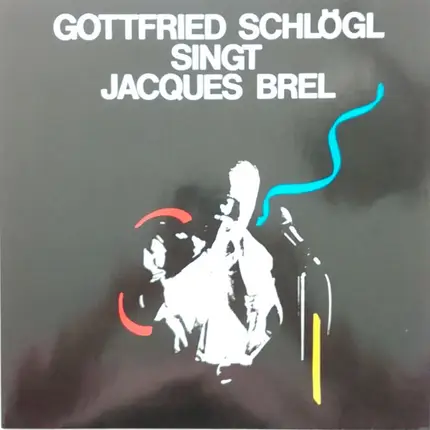 GOTTFRIED SCHLÖGL
SINGT
JACQUES BREL